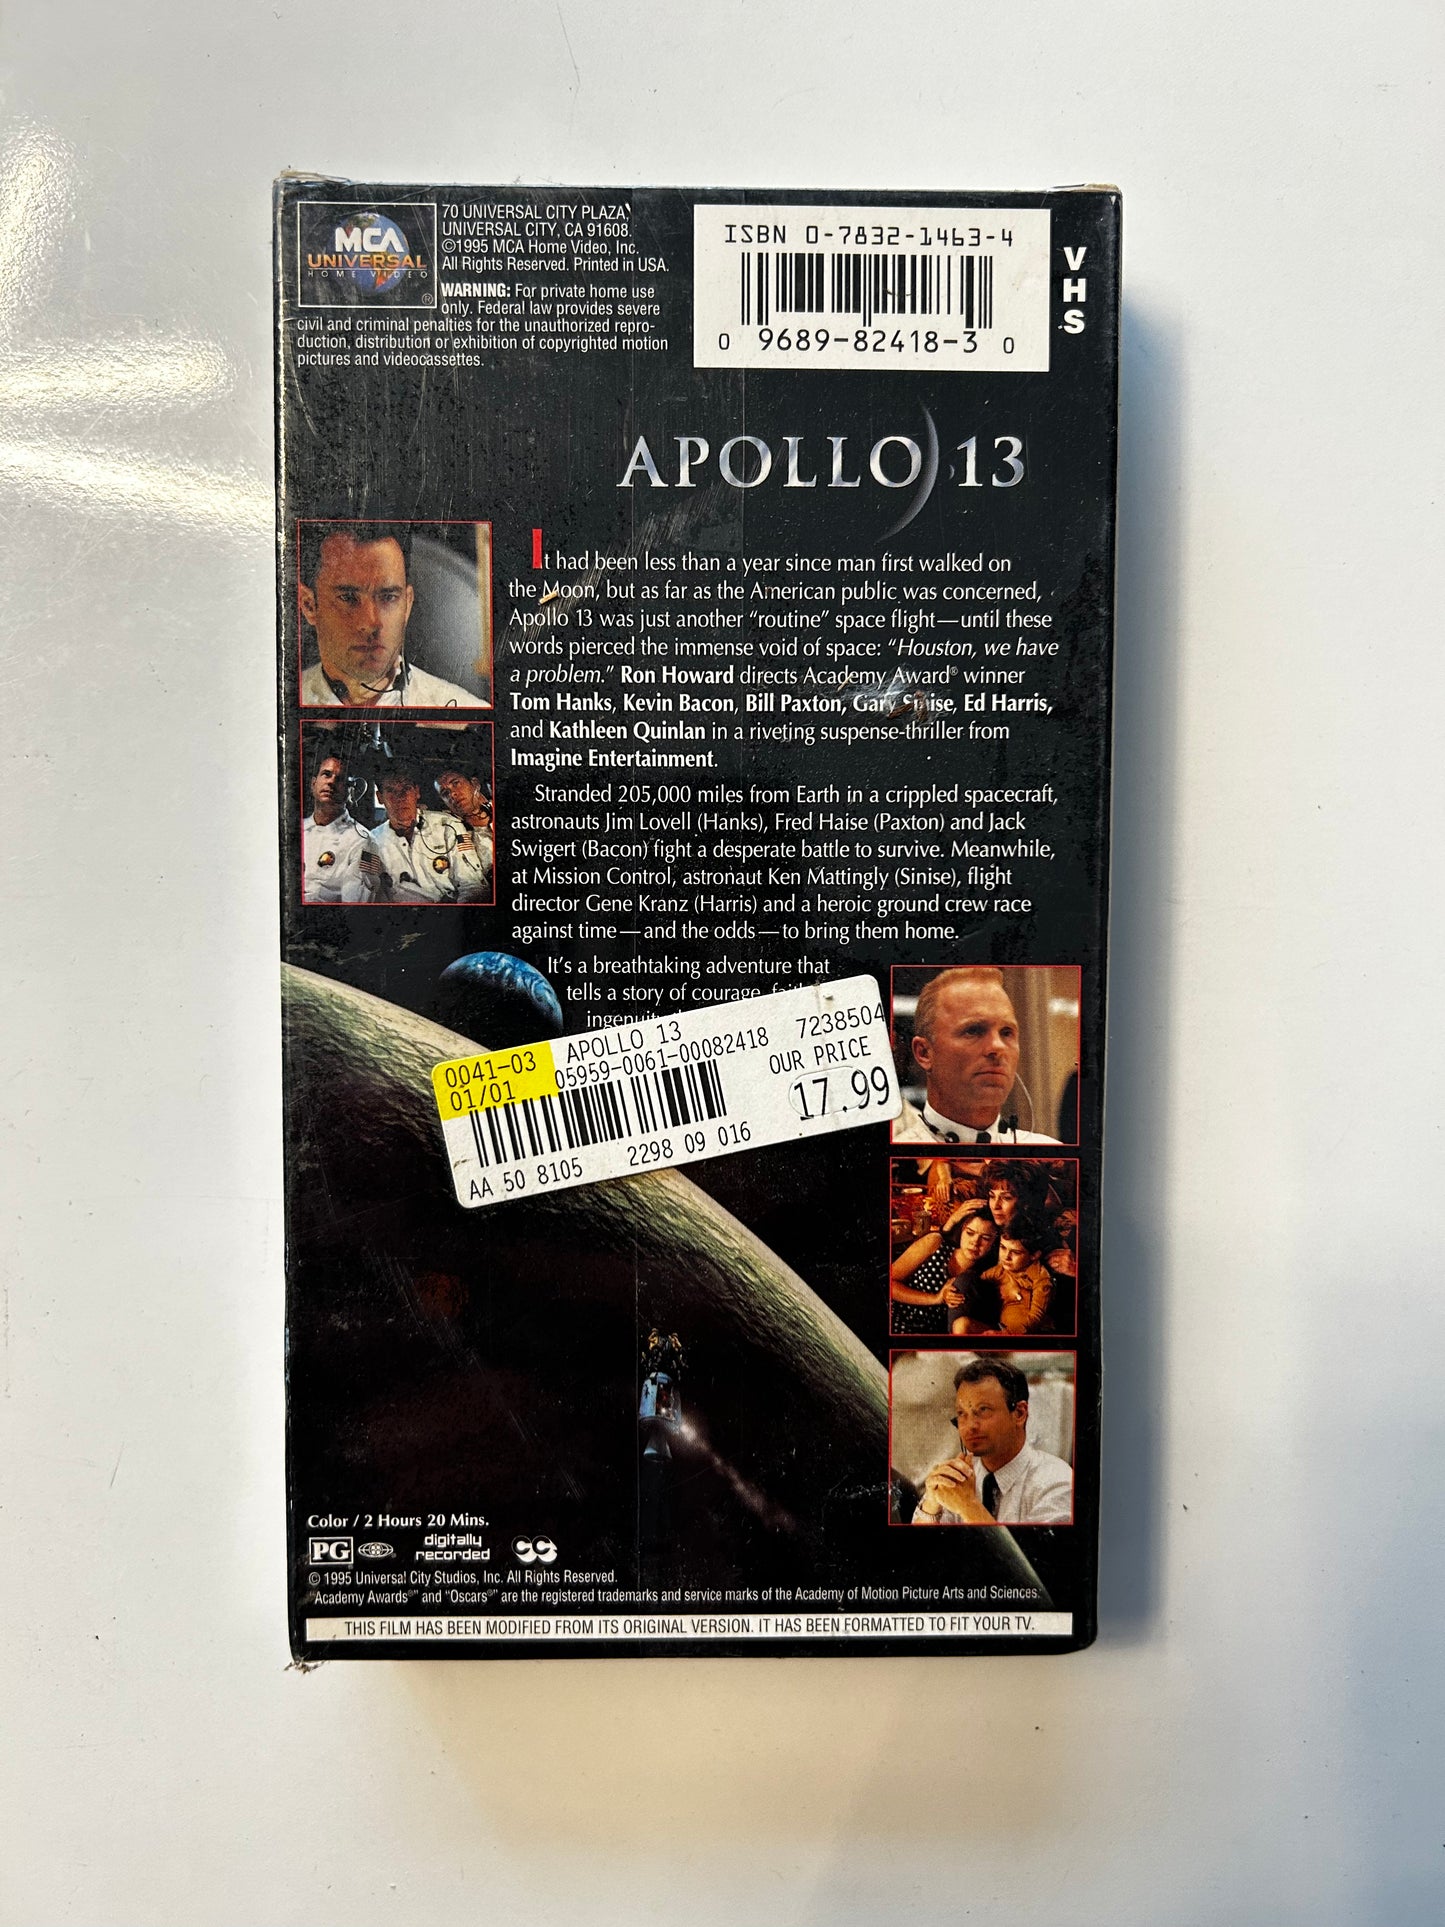 MCA
UNIVERSAL
HOME VIDEO
®
70 UNIVERSAL CITY PLAZA,
UNIVERSAL CITY, CA 91608.
©1995 MCA Home Video, Inc.
All Rights Reserved. Printed in USA.
WARNING: For private home use
only. Federal law provides severe
civil and criminal penalties for the unauthorized repro-
duction, distribution or exhibition of copyrighted motion
pictures and videocassettes.
ISBN 0-7832-1463-4
0 9689-82418-3 0
VHS
APOLLO 13
It had been less than a year since man first walked on
the Moon, but as far as the American public was concerned,
Apollo 13 was just another “routine” space flight—until these
words pierced the immense void of space: “Houston, we have
a problem.” Ron Howard directs Academy Award® winner
Tom Hanks, Kevin Bacon, Bill Paxton, Gary Sinise, Ed Harris,
and Kathleen Quinlan in a riveting suspense-thriller from
Imagine Entertainment.
Stranded 205,000 miles from Earth in a crippled spacecraft,
astronauts Jim Lovell (Hanks), Fred Haise (Paxton) and Jack
Swigert (Bacon) fight a desperate battle to survive. Meanwhile,
at Mission Control, astronaut Ken Mattingly (Sinise), flight
director Gene Kranz (Harris) and a heroic ground crew race
against time—and the odds—to bring them home.
It's a breathtaking adventure that
tells a story of courage,
0041-03 APOLLO 13 7238504
01/01 05959-0061-00082418 OUR PRICE
17.99
AA 50 8105 2298 09 016
Color / 2 Hours 20 Mins.
PG
digitally
recorded
CC
© 1995 Universal City Studios, Inc. All Rights Reserved.
“Academy Awards®” and “Oscars®” are the registered trademarks and service marks of the Academy of Motion Picture Arts and Sciences.
THIS FILM HAS BEEN MODIFIED FROM ITS ORIGINAL VERSION. IT HAS BEEN FORMATTED TO FIT YOUR TV.